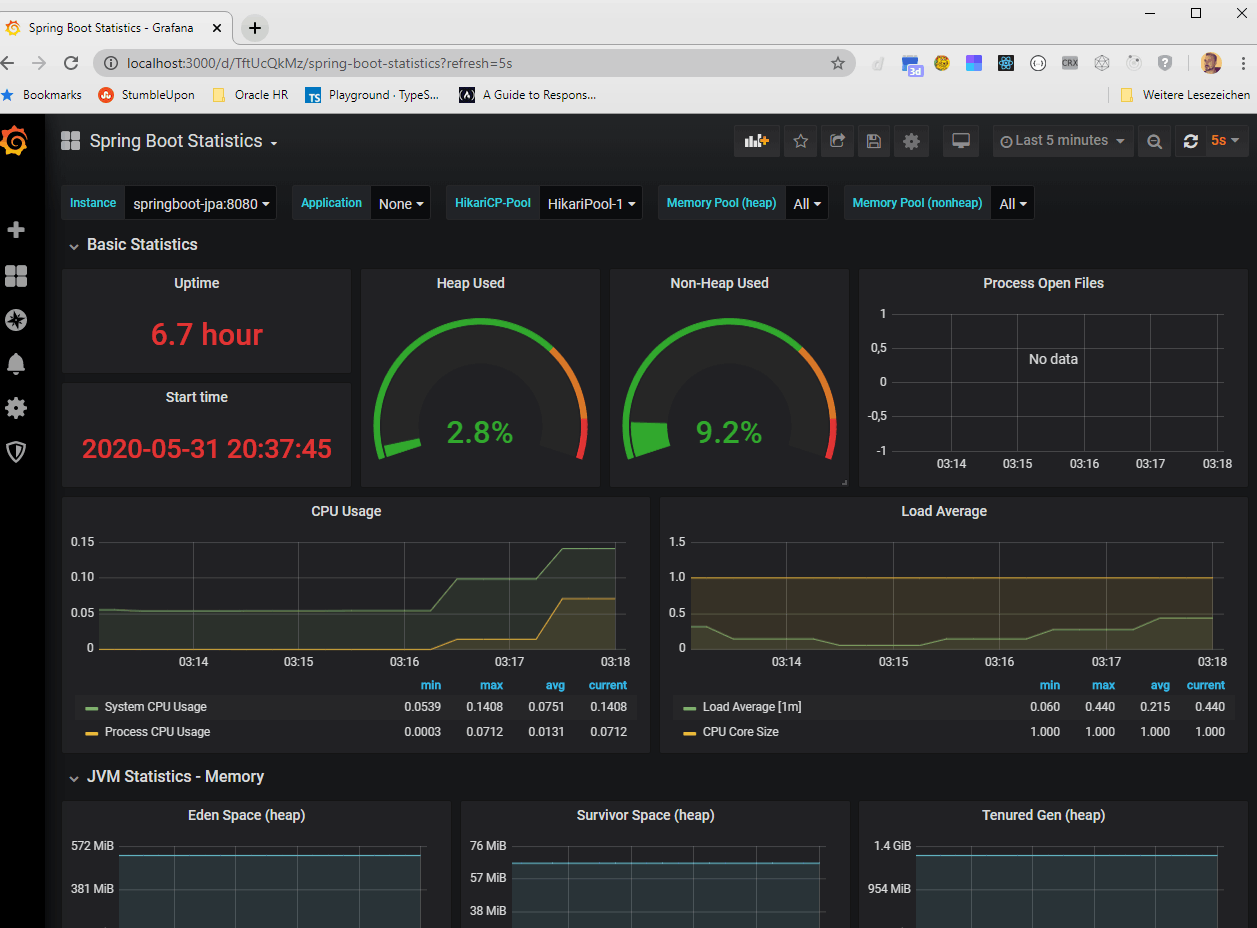 Spring Boot Statistics - Grafana
localhost:3000/d/TftUcQkMz/spring-boot-statistics?refresh=5s
3d
CRX
Bookmarks StumbleUpon Oracle HR TS Playground · TypeS... A Guide to Respons... Weitere Lesezeichen
Spring Boot Statistics Last 5 minutes 5s
Instance springboot-jpa:8080 Application None HikariCP-Pool HikariPool-1 Memory Pool (heap) All Memory Pool (nonheap) All
Basic Statistics
Uptime
6.7 hour
Start time
2020-05-31 20:37:45
Heap Used
2.8%
Non-Heap Used
9.2%
Process Open Files
1
0,5
0
-0,5
-1
No data
03:14 03:15 03:16 03:17 03:18
CPU Usage
0.15
0.10
0.05
0
03:14 03:15 03:16 03:17 03:18
min max avg current
System CPU Usage 0.0539 0.1408 0.0751 0.1408
Process CPU Usage 0.0003 0.0712 0.0131 0.0712
Load Average
1.5
1.0
0.5
0
03:14 03:15 03:16 03:17 03:18
min max avg current
Load Average [1m] 0.060 0.440 0.215 0.440
CPU Core Size 1.000 1.000 1.000 1.000
JVM Statistics - Memory
Eden Space (heap)
572 MiB
381 MiB
Survivor Space (heap)
76 MiB
57 MiB
38 MiB
Tenured Gen (heap)
1.4 GiB
954 MiB